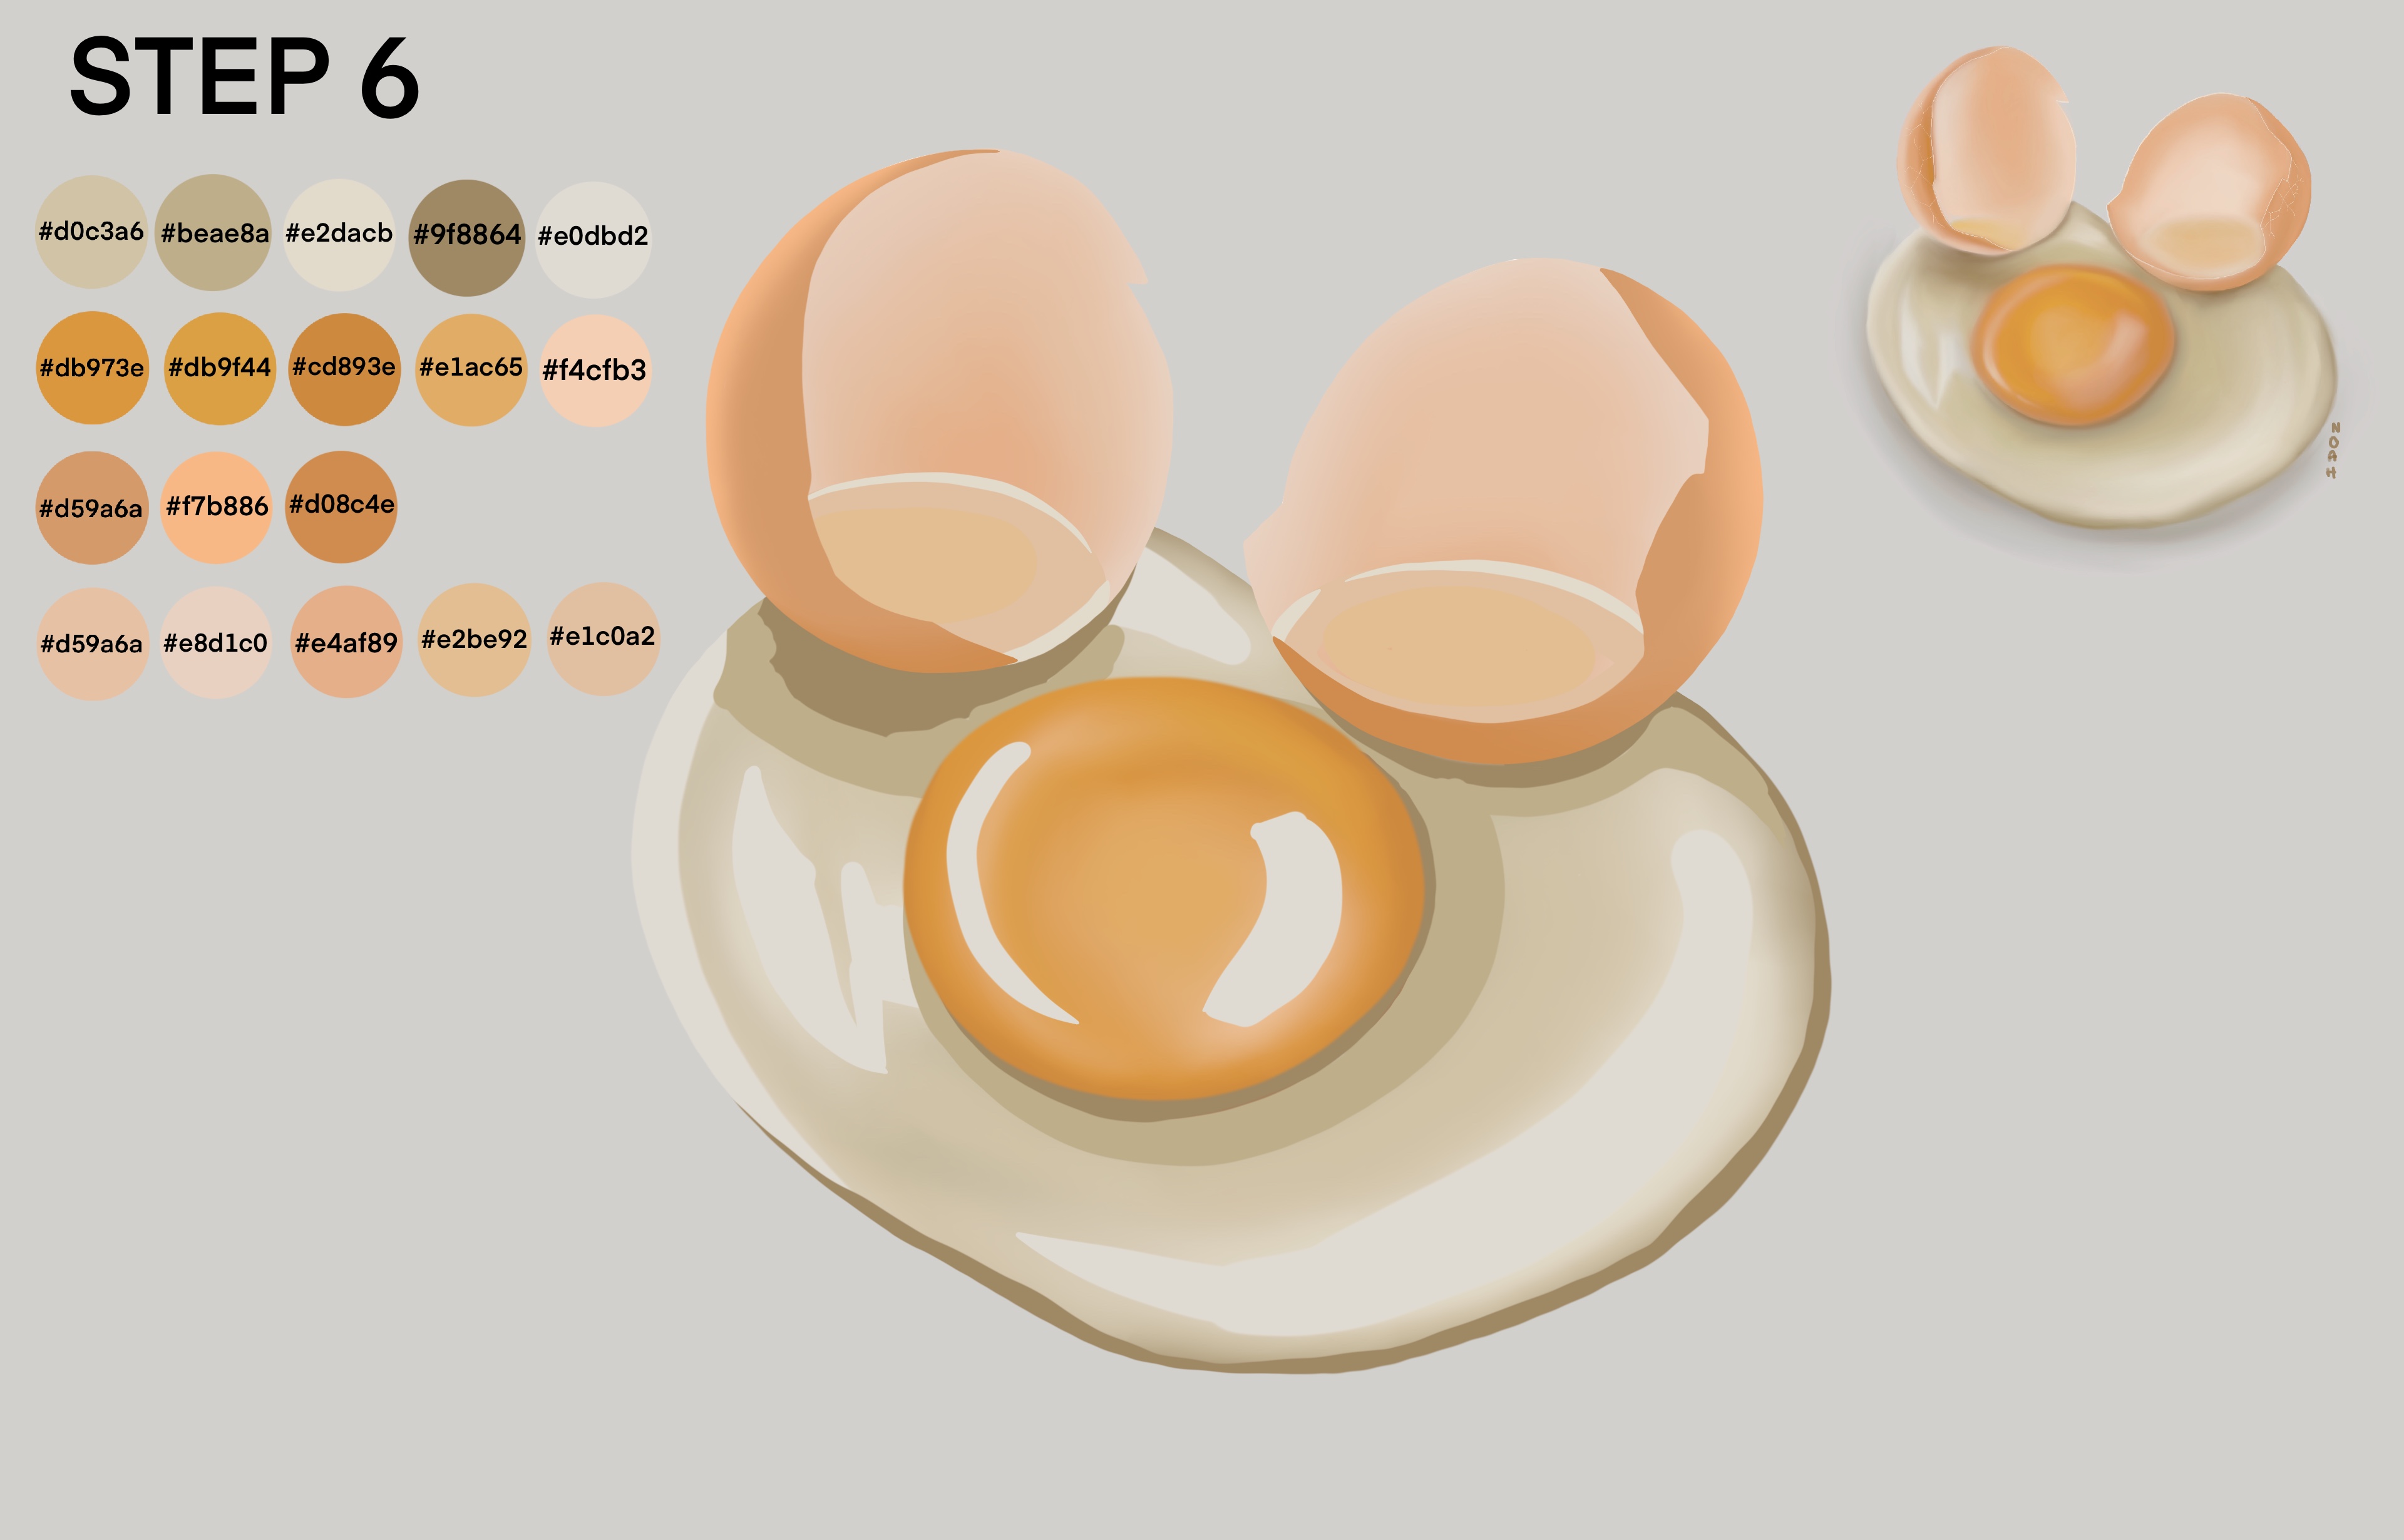 STEP 6
#d0c3a6 #beae8a #e2dacb #9f8864 #e0dbd2
#db973e #db9f44 #cd893e #e1ac65 #f4cfb3
#d59a6a #f7b886 #d08c4e
#d59a6a #e8d1c0 #e4af89 #e2be92 #e1c0a2
NOAH